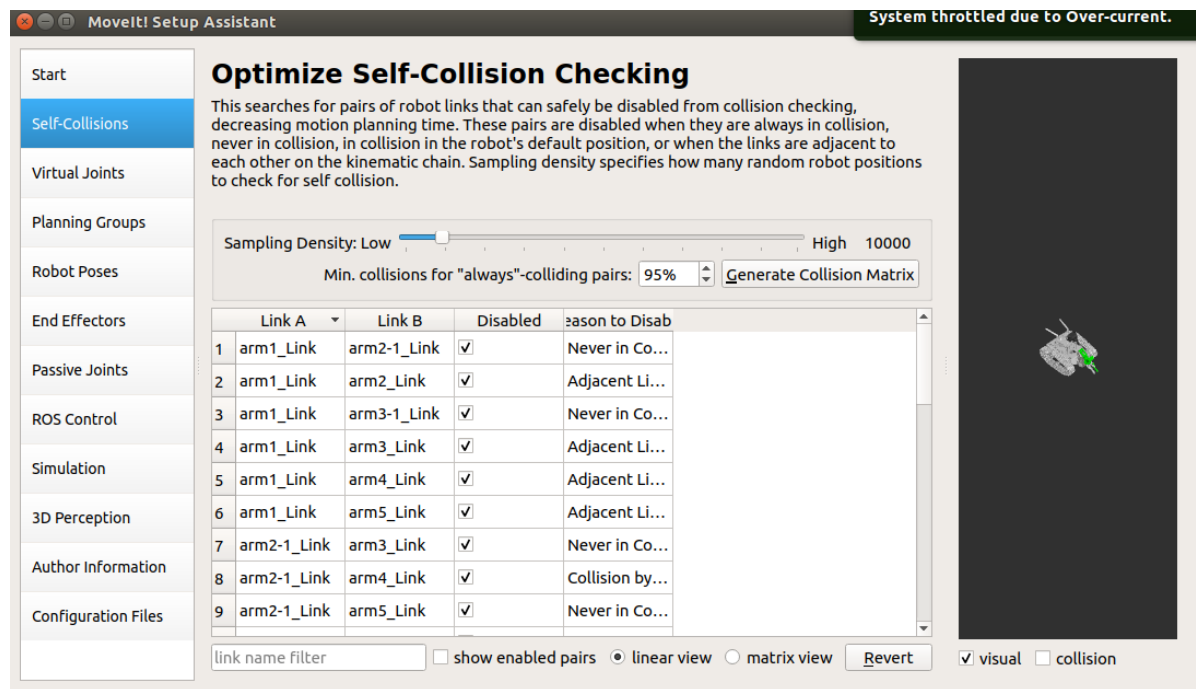 MoveIt! Setup Assistant
System throttled due to Over-current.
Start
Self-Collisions
Virtual Joints
Planning Groups
Robot Poses
End Effectors
Passive Joints
ROS Control
Simulation
3D Perception
Author Information
Configuration Files
Optimize Self-Collision Checking
This searches for pairs of robot links that can safely be disabled from collision checking,
decreasing motion planning time. These pairs are disabled when they are always in collision,
never in collision, in collision in the robot's default position, or when the links are adjacent to
each other on the kinematic chain. Sampling density specifies how many random robot positions
to check for self collision.
Sampling Density: Low High 10000
Min. collisions for "always"-colliding pairs: 95% Generate Collision Matrix
Link A Link B Disabled eason to Disab
1 arm1_Link arm2-1_Link Never in Co...
2 arm1_Link arm2_Link Adjacent Li...
3 arm1_Link arm3-1_Link Never in Co...
4 arm1_Link arm3_Link Adjacent Li...
5 arm1_Link arm4_Link Adjacent Li...
6 arm1_Link arm5_Link Adjacent Li...
7 arm2-1_Link arm3_Link Never in Co...
8 arm2-1_Link arm4_Link Collision by...
9 arm2-1_Link arm5_Link Never in Co...
link name filter show enabled pairs linear view matrix view Revert
visual collision